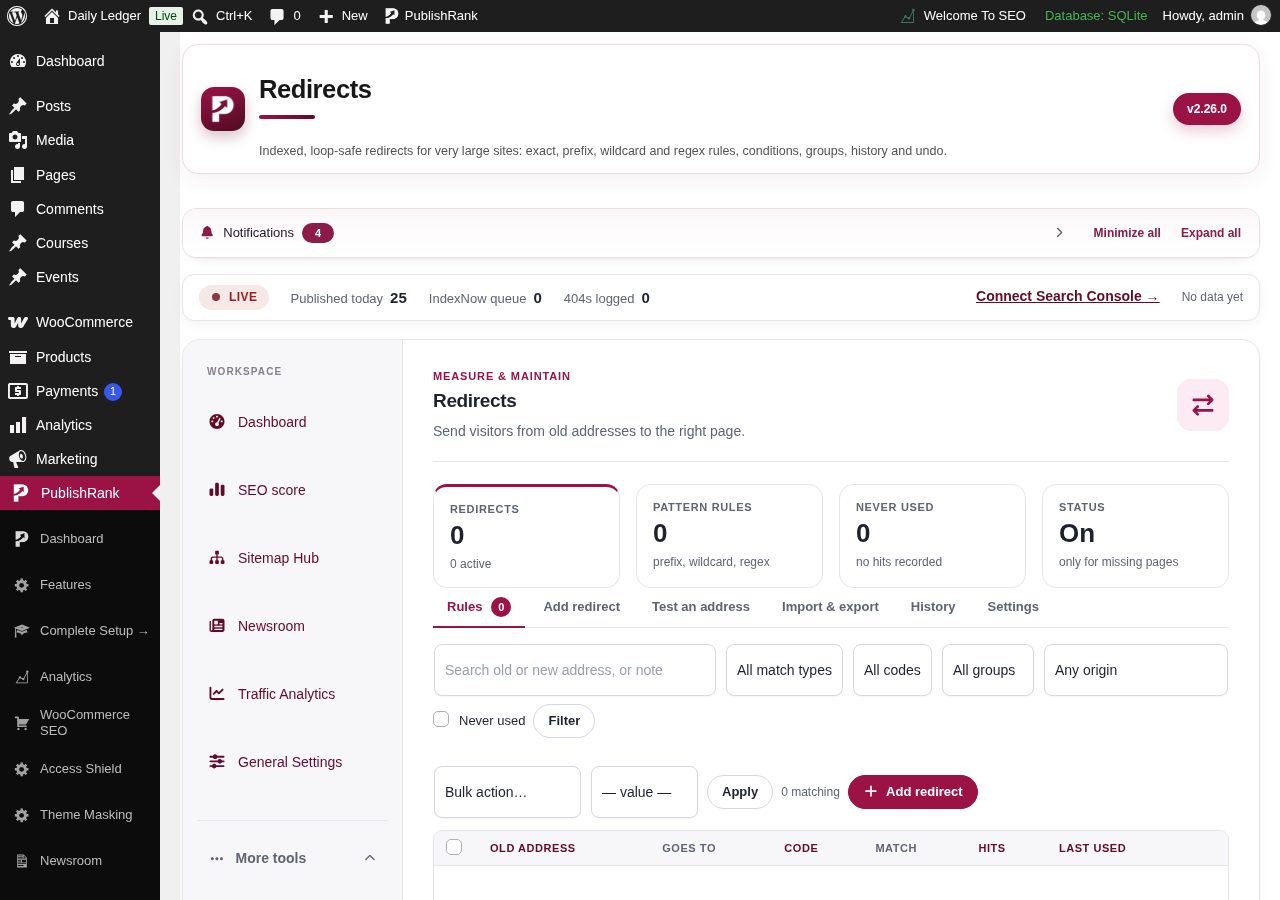 Daily Ledger
Live
Ctrl+K
0
New
PublishRank
Welcome To SEO
Database: SQLite
Howdy, admin
Dashboard
Posts
Media
Pages
Comments
Courses
Events
WooCommerce
Products
Payments 1
Analytics
Marketing
PublishRank
Dashboard
Features
Complete Setup →
Analytics
WooCommerce
SEO
Access Shield
Theme Masking
Newsroom
Redirects
v2.26.0
Indexed, loop-safe redirects for very large sites: exact, prefix, wildcard and regex rules, conditions, groups, history and undo.
Notifications 4
Minimize all
Expand all
LIVE
Published today 25
IndexNow queue 0
404s logged 0
Connect Search Console →
No data yet
WORKSPACE
Dashboard
SEO score
Sitemap Hub
Newsroom
Traffic Analytics
General Settings
More tools
MEASURE & MAINTAIN
Redirects
Send visitors from old addresses to the right page.
REDIRECTS
0
0 active
PATTERN RULES
0
prefix, wildcard, regex
NEVER USED
0
no hits recorded
STATUS
On
only for missing pages
Rules 0
Add redirect
Test an address
Import & export
History
Settings
Search old or new address, or note
All match types
All codes
All groups
Any origin
Never used
Filter
Bulk action…
— value —
Apply
0 matching
Add redirect
OLD ADDRESS
GOES TO
CODE
MATCH
HITS
LAST USED